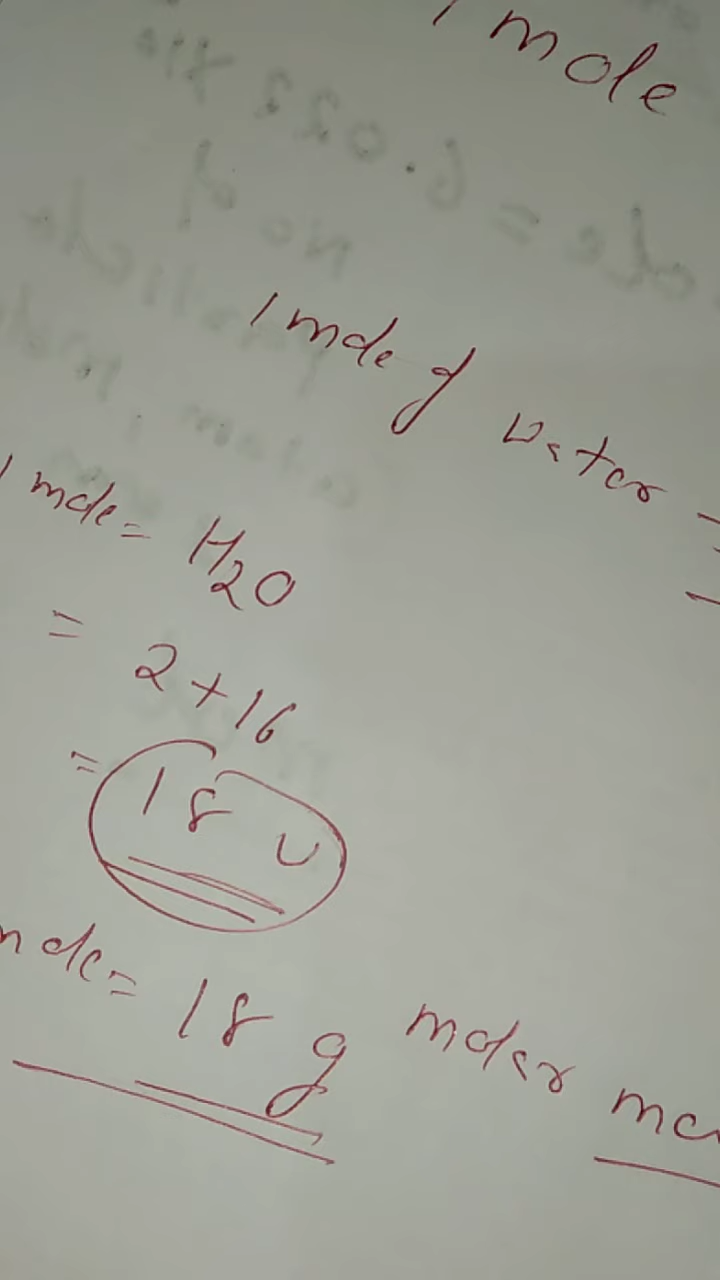 1 mole
1 mole of water =
1 mole = H2O
= 2+16
= 18 u
mole = 18 g molar